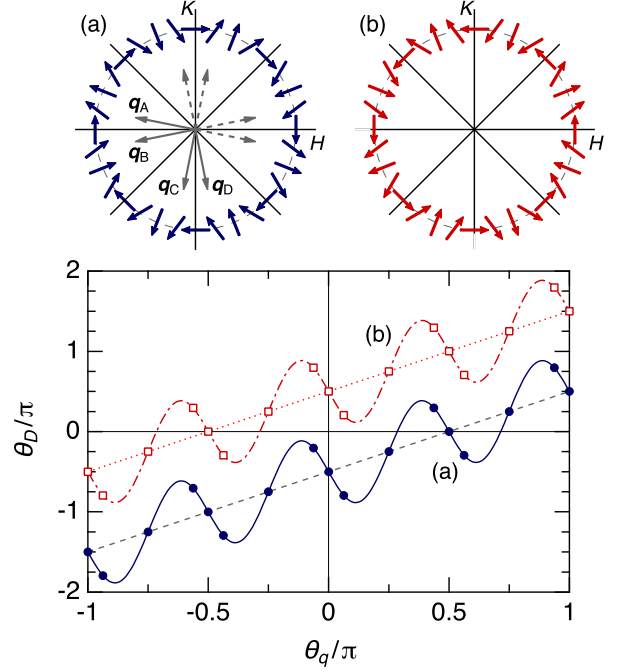 (a) K (b) K
q_A
q_B H H
q_C q_D
2
1
0
-1
-2
θ_D/π
(b)
(a)
-1 -0.5 0 0.5 1
θ_q/π